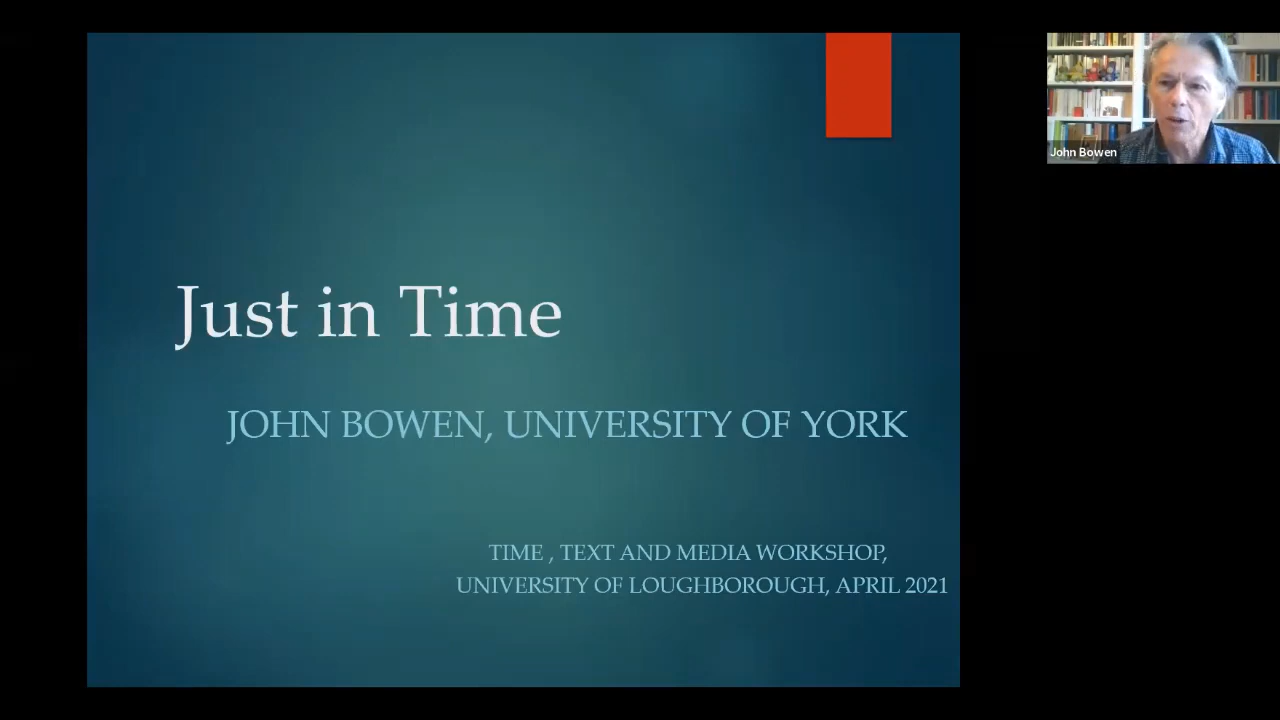 Just in Time
JOHN BOWEN, UNIVERSITY OF YORK
TIME , TEXT AND MEDIA WORKSHOP,
UNIVERSITY OF LOUGHBOROUGH, APRIL 2021
John Bowen